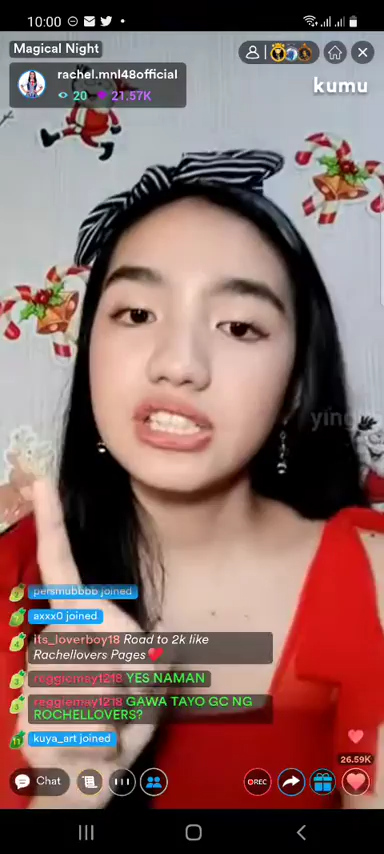 10:00
Magical Night
rachel.mnl48official
20 21.57K
kumu
ying
persmubbbb joined
axxx0 joined
its_loverboy18 Road to 2k like
Rachellovers Pages❤️
reggiemay1218 YES NAMAN
reggiemay1218 GAWA TAYO GC NG
ROCHELLOVERS?
kuya_art joined
26.59K
Chat
REC